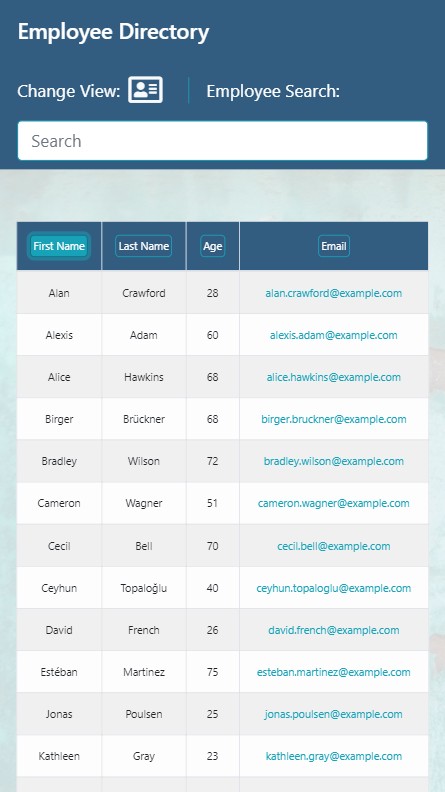 Employee Directory
Change View: Employee Search:
Search
First Name Last Name Age Email
Alan Crawford 28 alan.crawford@example.com
Alexis Adam 60 alexis.adam@example.com
Alice Hawkins 68 alice.hawkins@example.com
Birger Brückner 68 birger.bruckner@example.com
Bradley Wilson 72 bradley.wilson@example.com
Cameron Wagner 51 cameron.wagner@example.com
Cecil Bell 70 cecil.bell@example.com
Ceyhun Topaloğlu 40 ceyhun.topaloglu@example.com
David French 26 david.french@example.com
Estéban Martinez 75 esteban.martinez@example.com
Jonas Poulsen 25 jonas.poulsen@example.com
Kathleen Gray 23 kathleen.gray@example.com